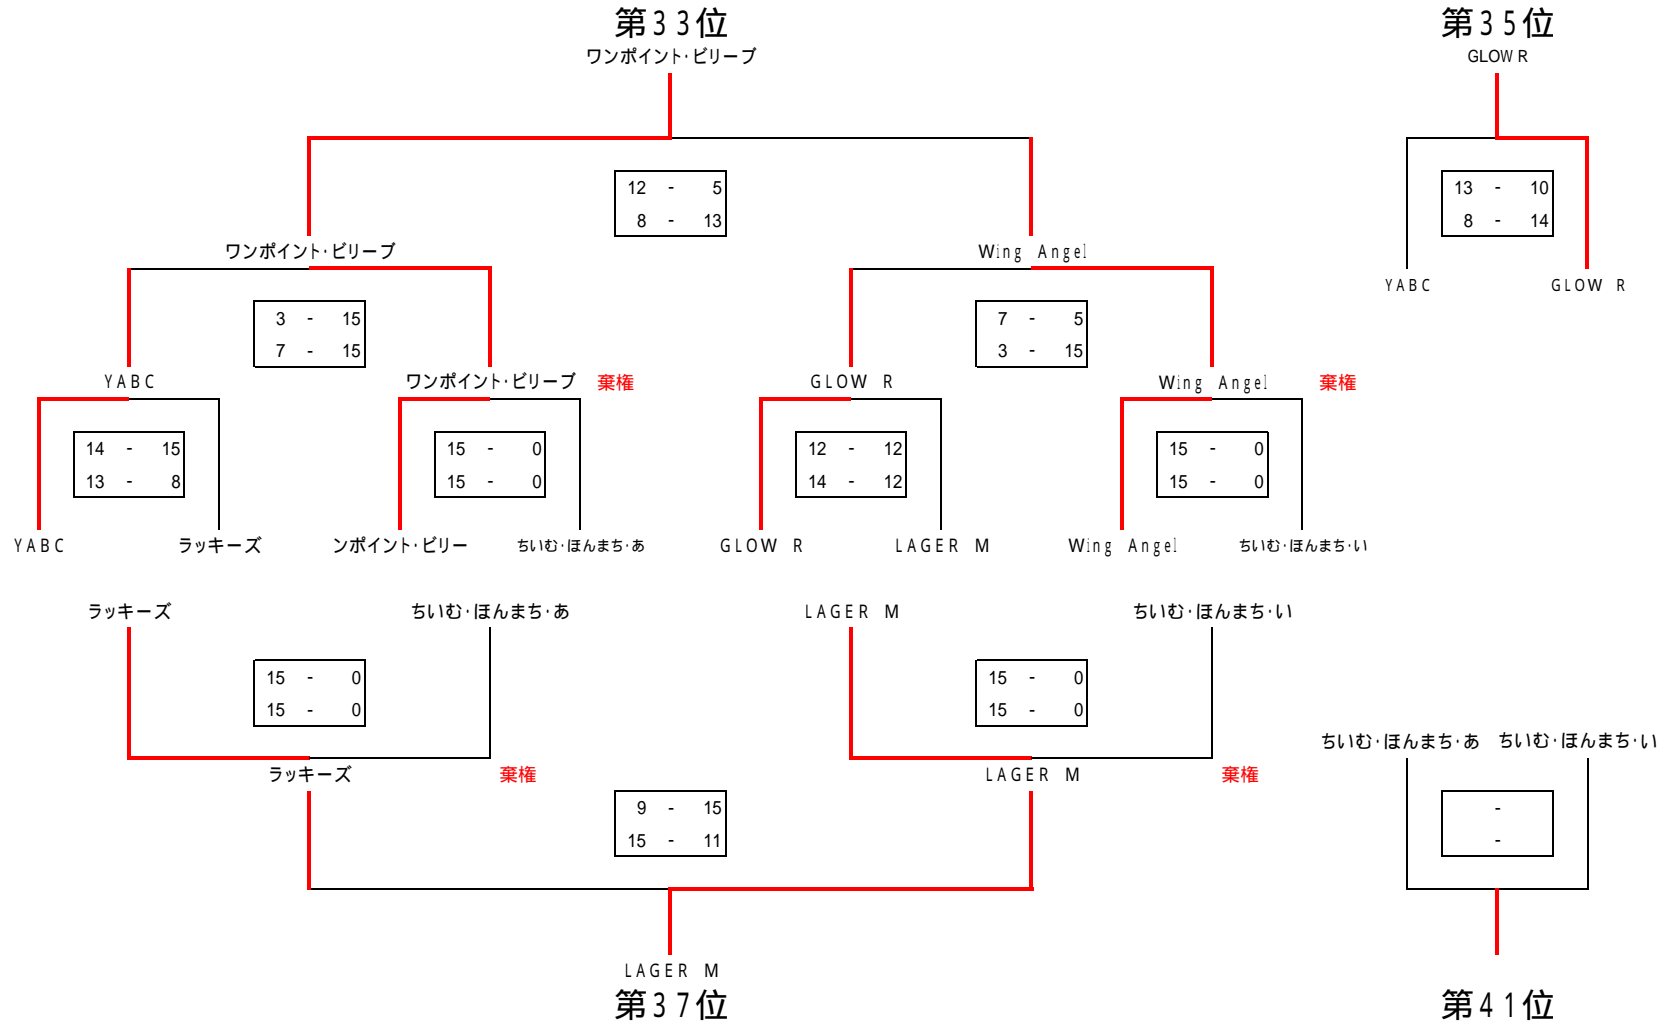 第33位 第35位
ワンポイント・ビリーブ GLOW R
12 - 5 13 - 10
8 - 13 8 - 14
ワンポイント・ビリーブ Wing Angel
YABC GLOW R
3 - 15 7 - 5
7 - 15 3 - 15
YABC ワンポイント・ビリーブ 棄権 GLOW R Wing Angel 棄権
14 - 15 15 - 0 12 - 12 15 - 0
13 - 8 15 - 0 14 - 12 15 - 0
YABC ラッキーズ ンポイント・ビリー ちいむ・ほんまち・あ GLOW R LAGER M Wing Angel ちいむ・ほんまち・い
ラッキーズ ちいむ・ほんまち・あ LAGER M ちいむ・ほんまち・い
15 - 0 15 - 0
15 - 0 15 - 0
ちいむ・ほんまち・あ ちいむ・ほんまち・い
ラッキーズ 棄権 LAGER M 棄権
9 - 15 -
15 - 11 -
LAGER M
第37位 第41位